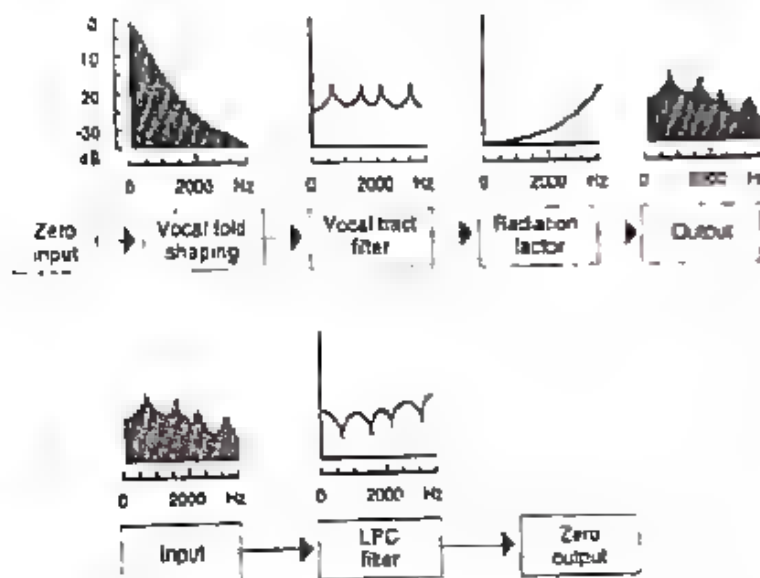 0
10
20
-30
dB
0 2000 Hz
0 2000 Hz
0 2000 Hz
0
Zero
input
Vocal fold
shaping
Vocal tract
filter
Radiation
factor
Output
0 2000 Hz
0 2000 Hz
Input
LPC
filter
Zero
output